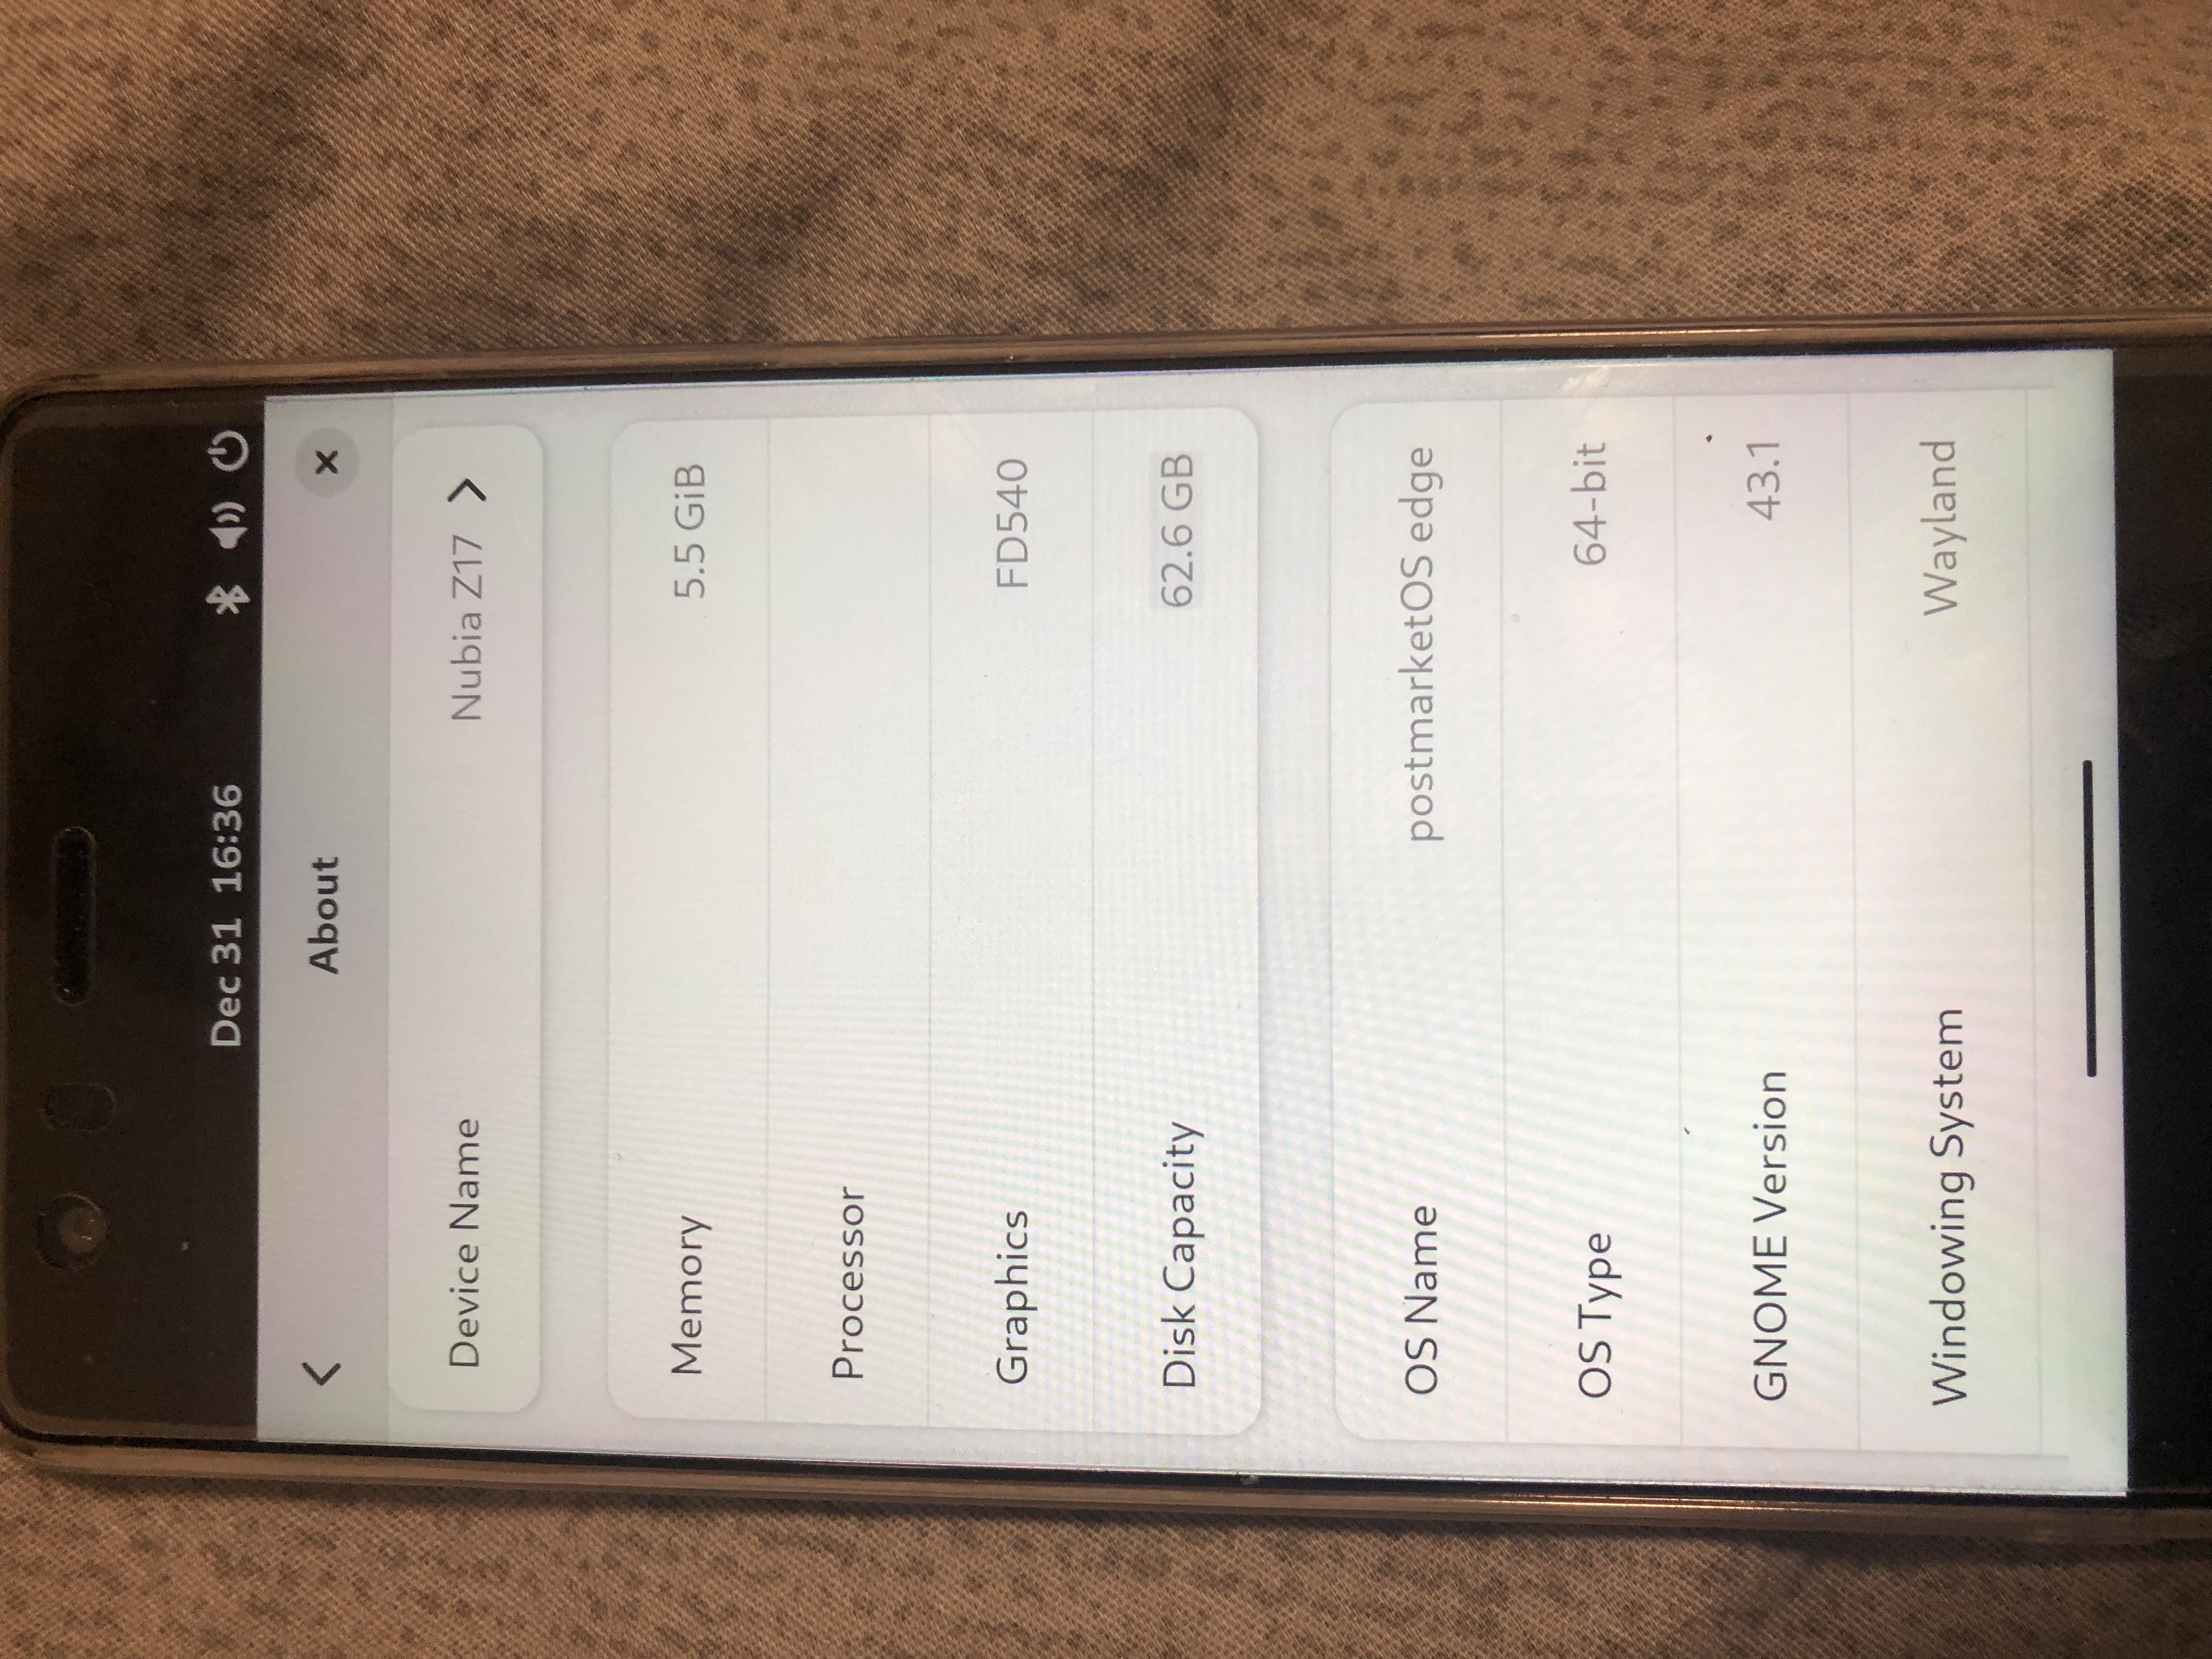 Dec 31 16:36
About
Device Name Nubia Z17
Memory 5.5 GiB
Processor
Graphics FD540
Disk Capacity 62.6 GB
OS Name postmarketOS edge
OS Type 64-bit
GNOME Version 43.1
Windowing System Wayland